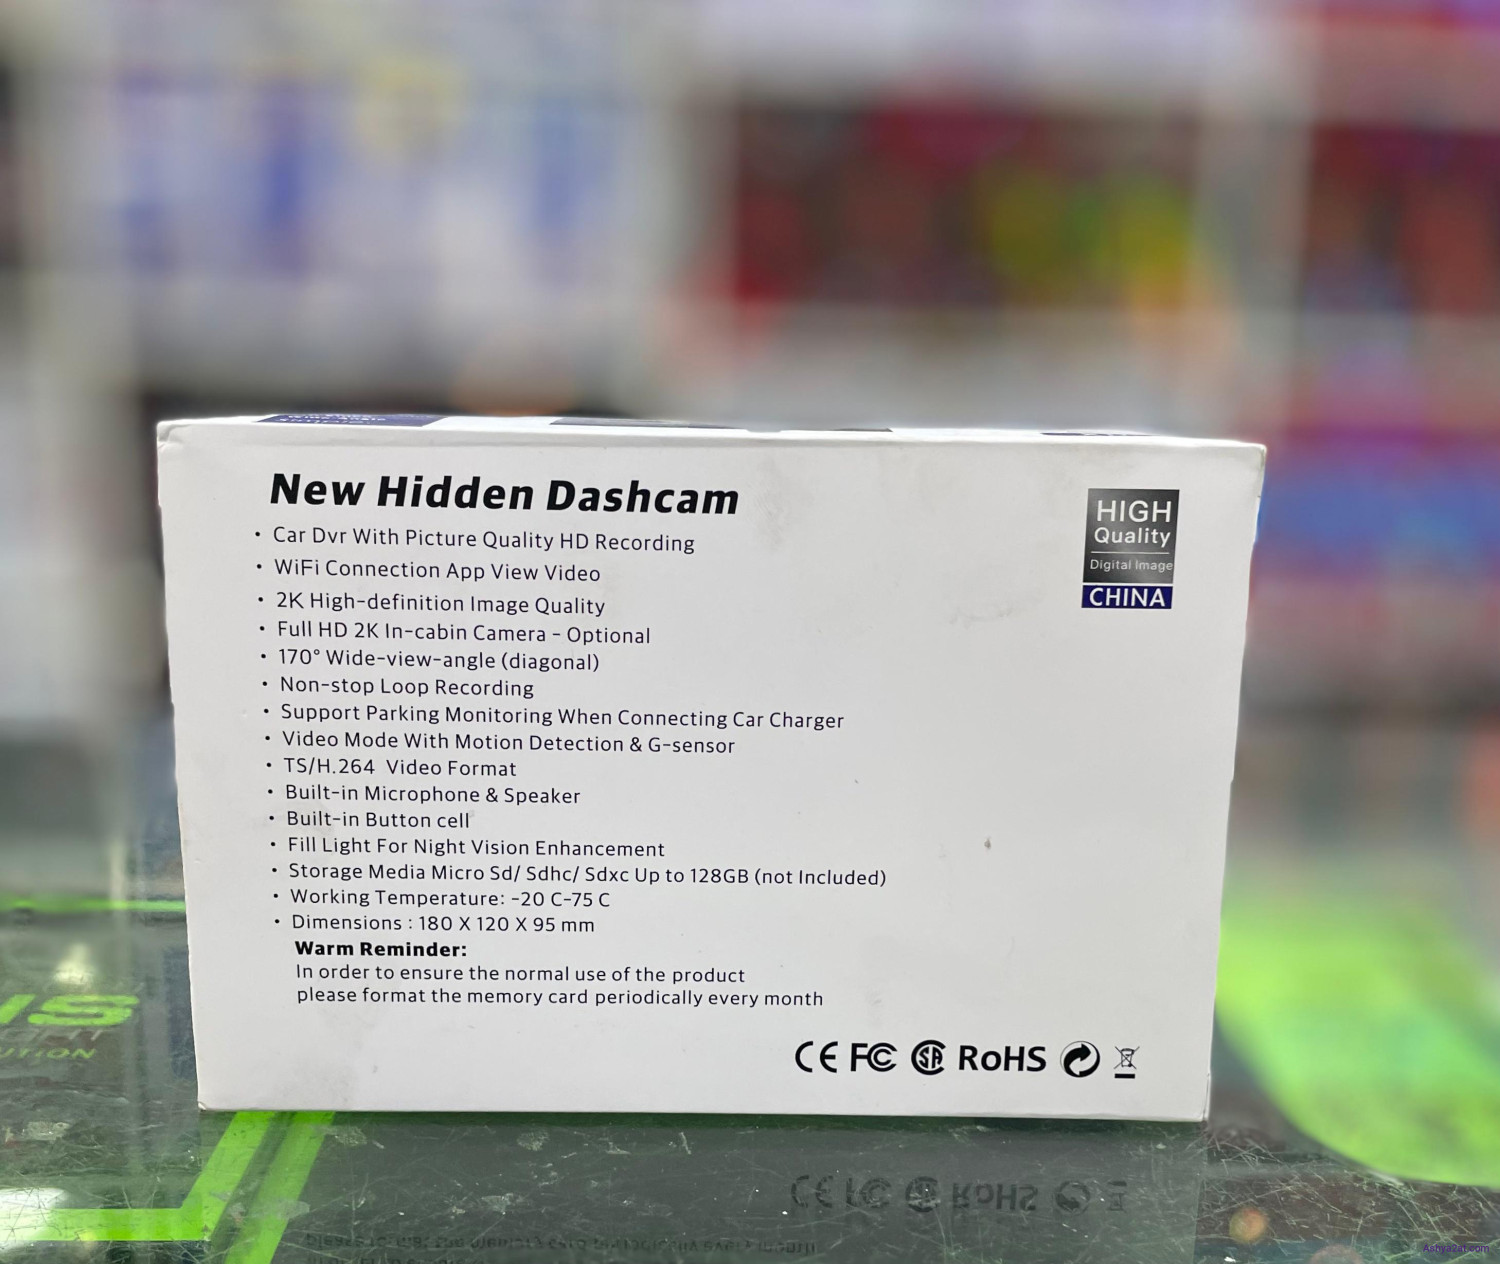 New Hidden Dashcam
• Car Dvr With Picture Quality HD Recording
• WiFi Connection App View Video
• 2K High-definition Image Quality
• Full HD 2K In-cabin Camera - Optional
• 170° Wide-view-angle (diagonal)
• Non-stop Loop Recording
• Support Parking Monitoring When Connecting Car Charger
• Video Mode With Motion Detection & G-sensor
• TS/H.264 Video Format
• Built-in Microphone & Speaker
• Built-in Button cell
• Fill Light For Night Vision Enhancement
• Storage Media Micro Sd/ Sdhc/ Sdxc Up to 128GB (not Included)
• Working Temperature: -20 C-75 C
• Dimensions : 180 X 120 X 95 mm
Warm Reminder:
In order to ensure the normal use of the product
please format the memory card periodically every month
HIGH
Quality
Digital Image
CHINA
CE FC SA RoHS
Ashya2at.com